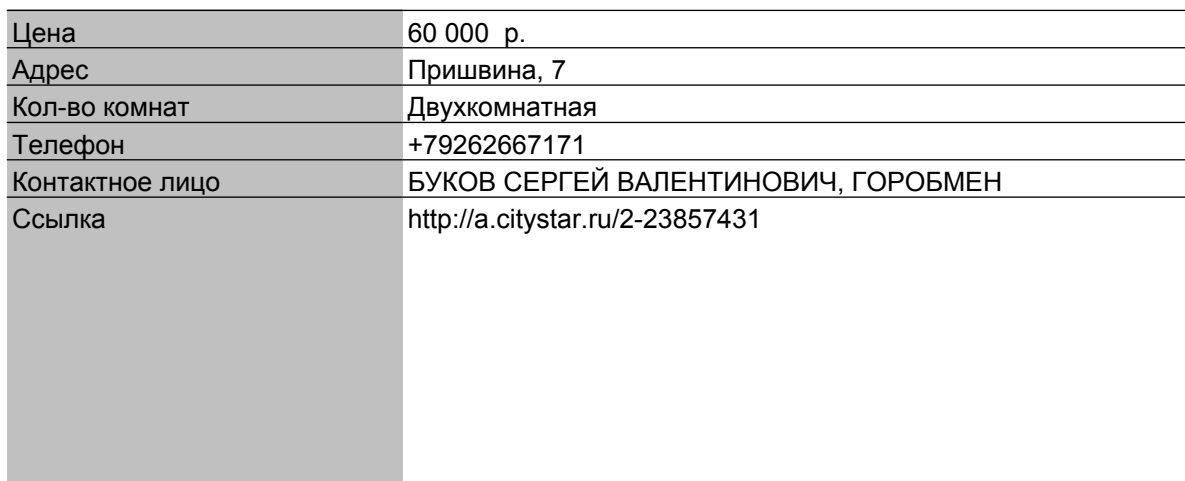 Цена 60 000 р.
Адрес Пришвина, 7
Кол-во комнат Двухкомнатная
Телефон +79262667171
Контактное лицо БУКОВ СЕРГЕЙ ВАЛЕНТИНОВИЧ, ГОРОБМЕН
Ссылка http://a.citystar.ru/2-23857431